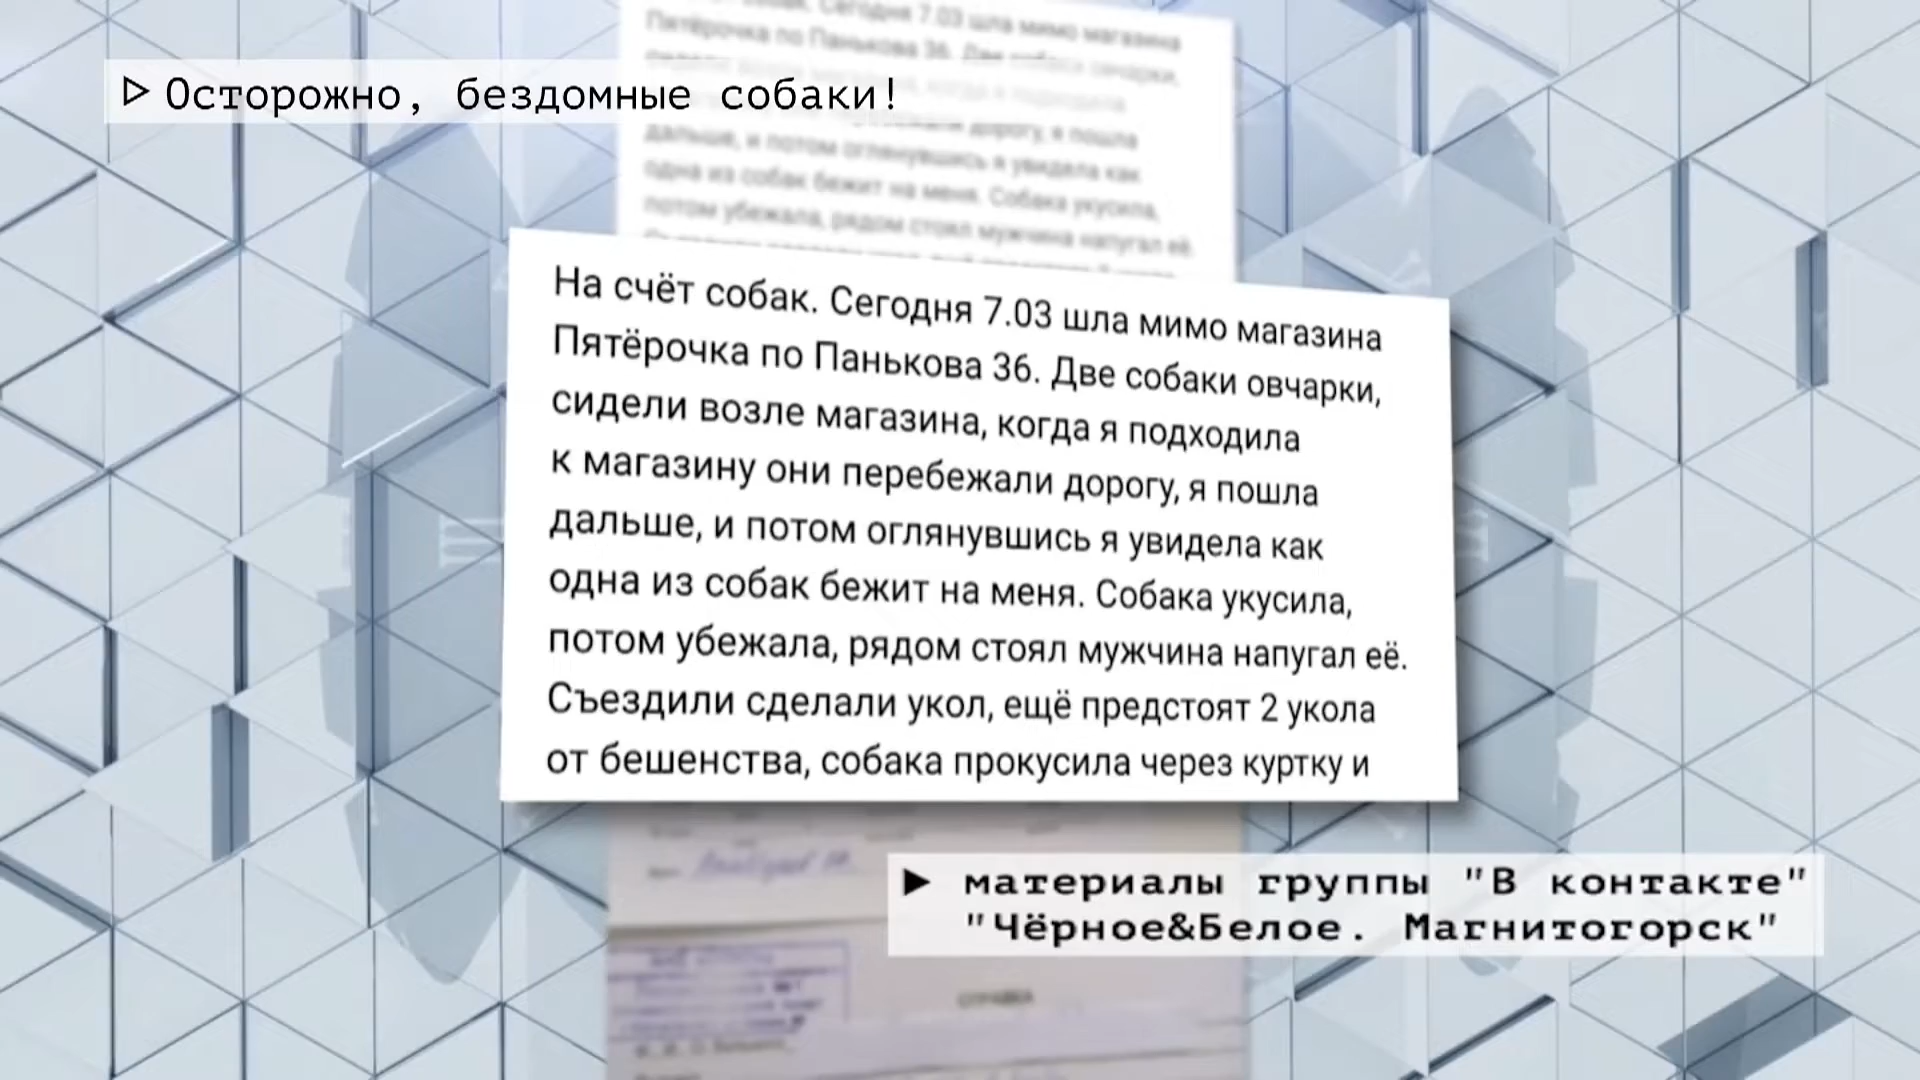 Осторожно, бездомные собаки!
На счёт собак. Сегодня 7.03 шла мимо магазина
Пятёрочка по Панькова 36. Две собаки овчарки,
сидели возле магазина, когда я подходила
к магазину они перебежали дорогу, я пошла
дальше, и потом оглянувшись я увидела как
одна из собак бежит на меня. Собака укусила,
потом убежала, рядом стоял мужчина напугал её.
Съездили сделали укол, ещё предстоят 2 укола
от бешенства, собака прокусила через куртку и
материалы группы "В контакте"
"Чёрное&Белое. Магнитогорск"
СПРАВКА